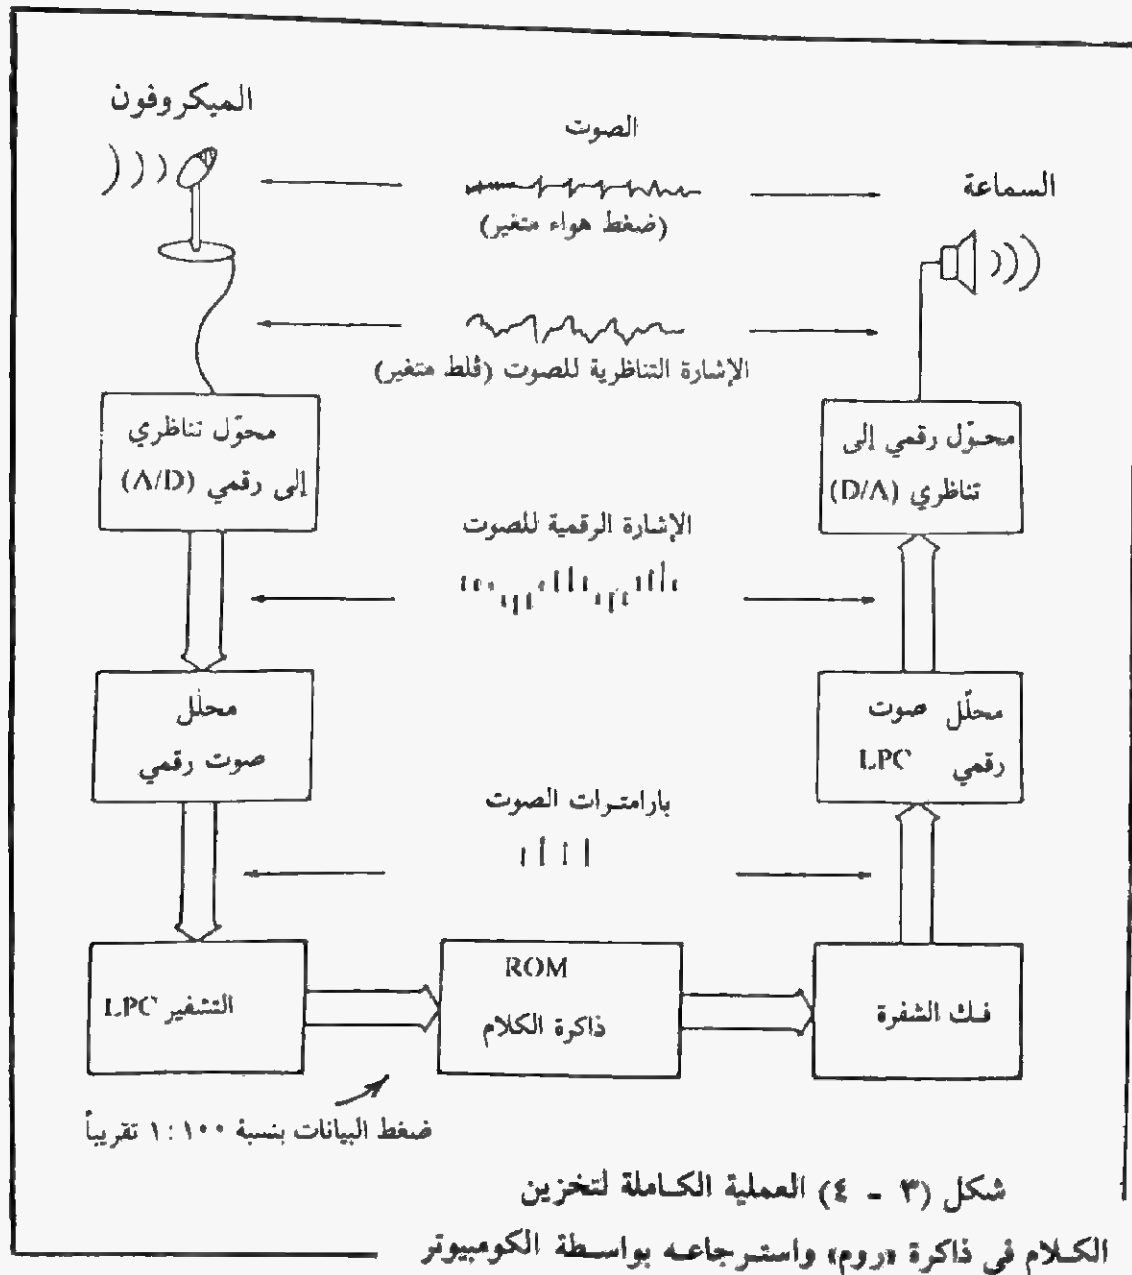 الميكروفون
الصوت
(ضغط هواء متغير)
السماعة
الإشارة التناظرية للصوت (ڤلط متغير)
محوّل تناظري
إلى رقمي (A/D)
محوّل رقمي إلى
تناظري (D/A)
الإشارة الرقمية للصوت
محلّل
صوت رقمي
محلّل صوت
رقمي LPC
بارامترات الصوت
التشفير LPC
ROM
ذاكرة الكلام
فك الشفرة
ضغط البيانات بنسبة ١٠٠ : ١ تقريباً
شكل (٣ - ٤) العملية الكاملة لتخزين
الكلام في ذاكرة «روم» واسترجاعه بواسطة الكومبيوتر